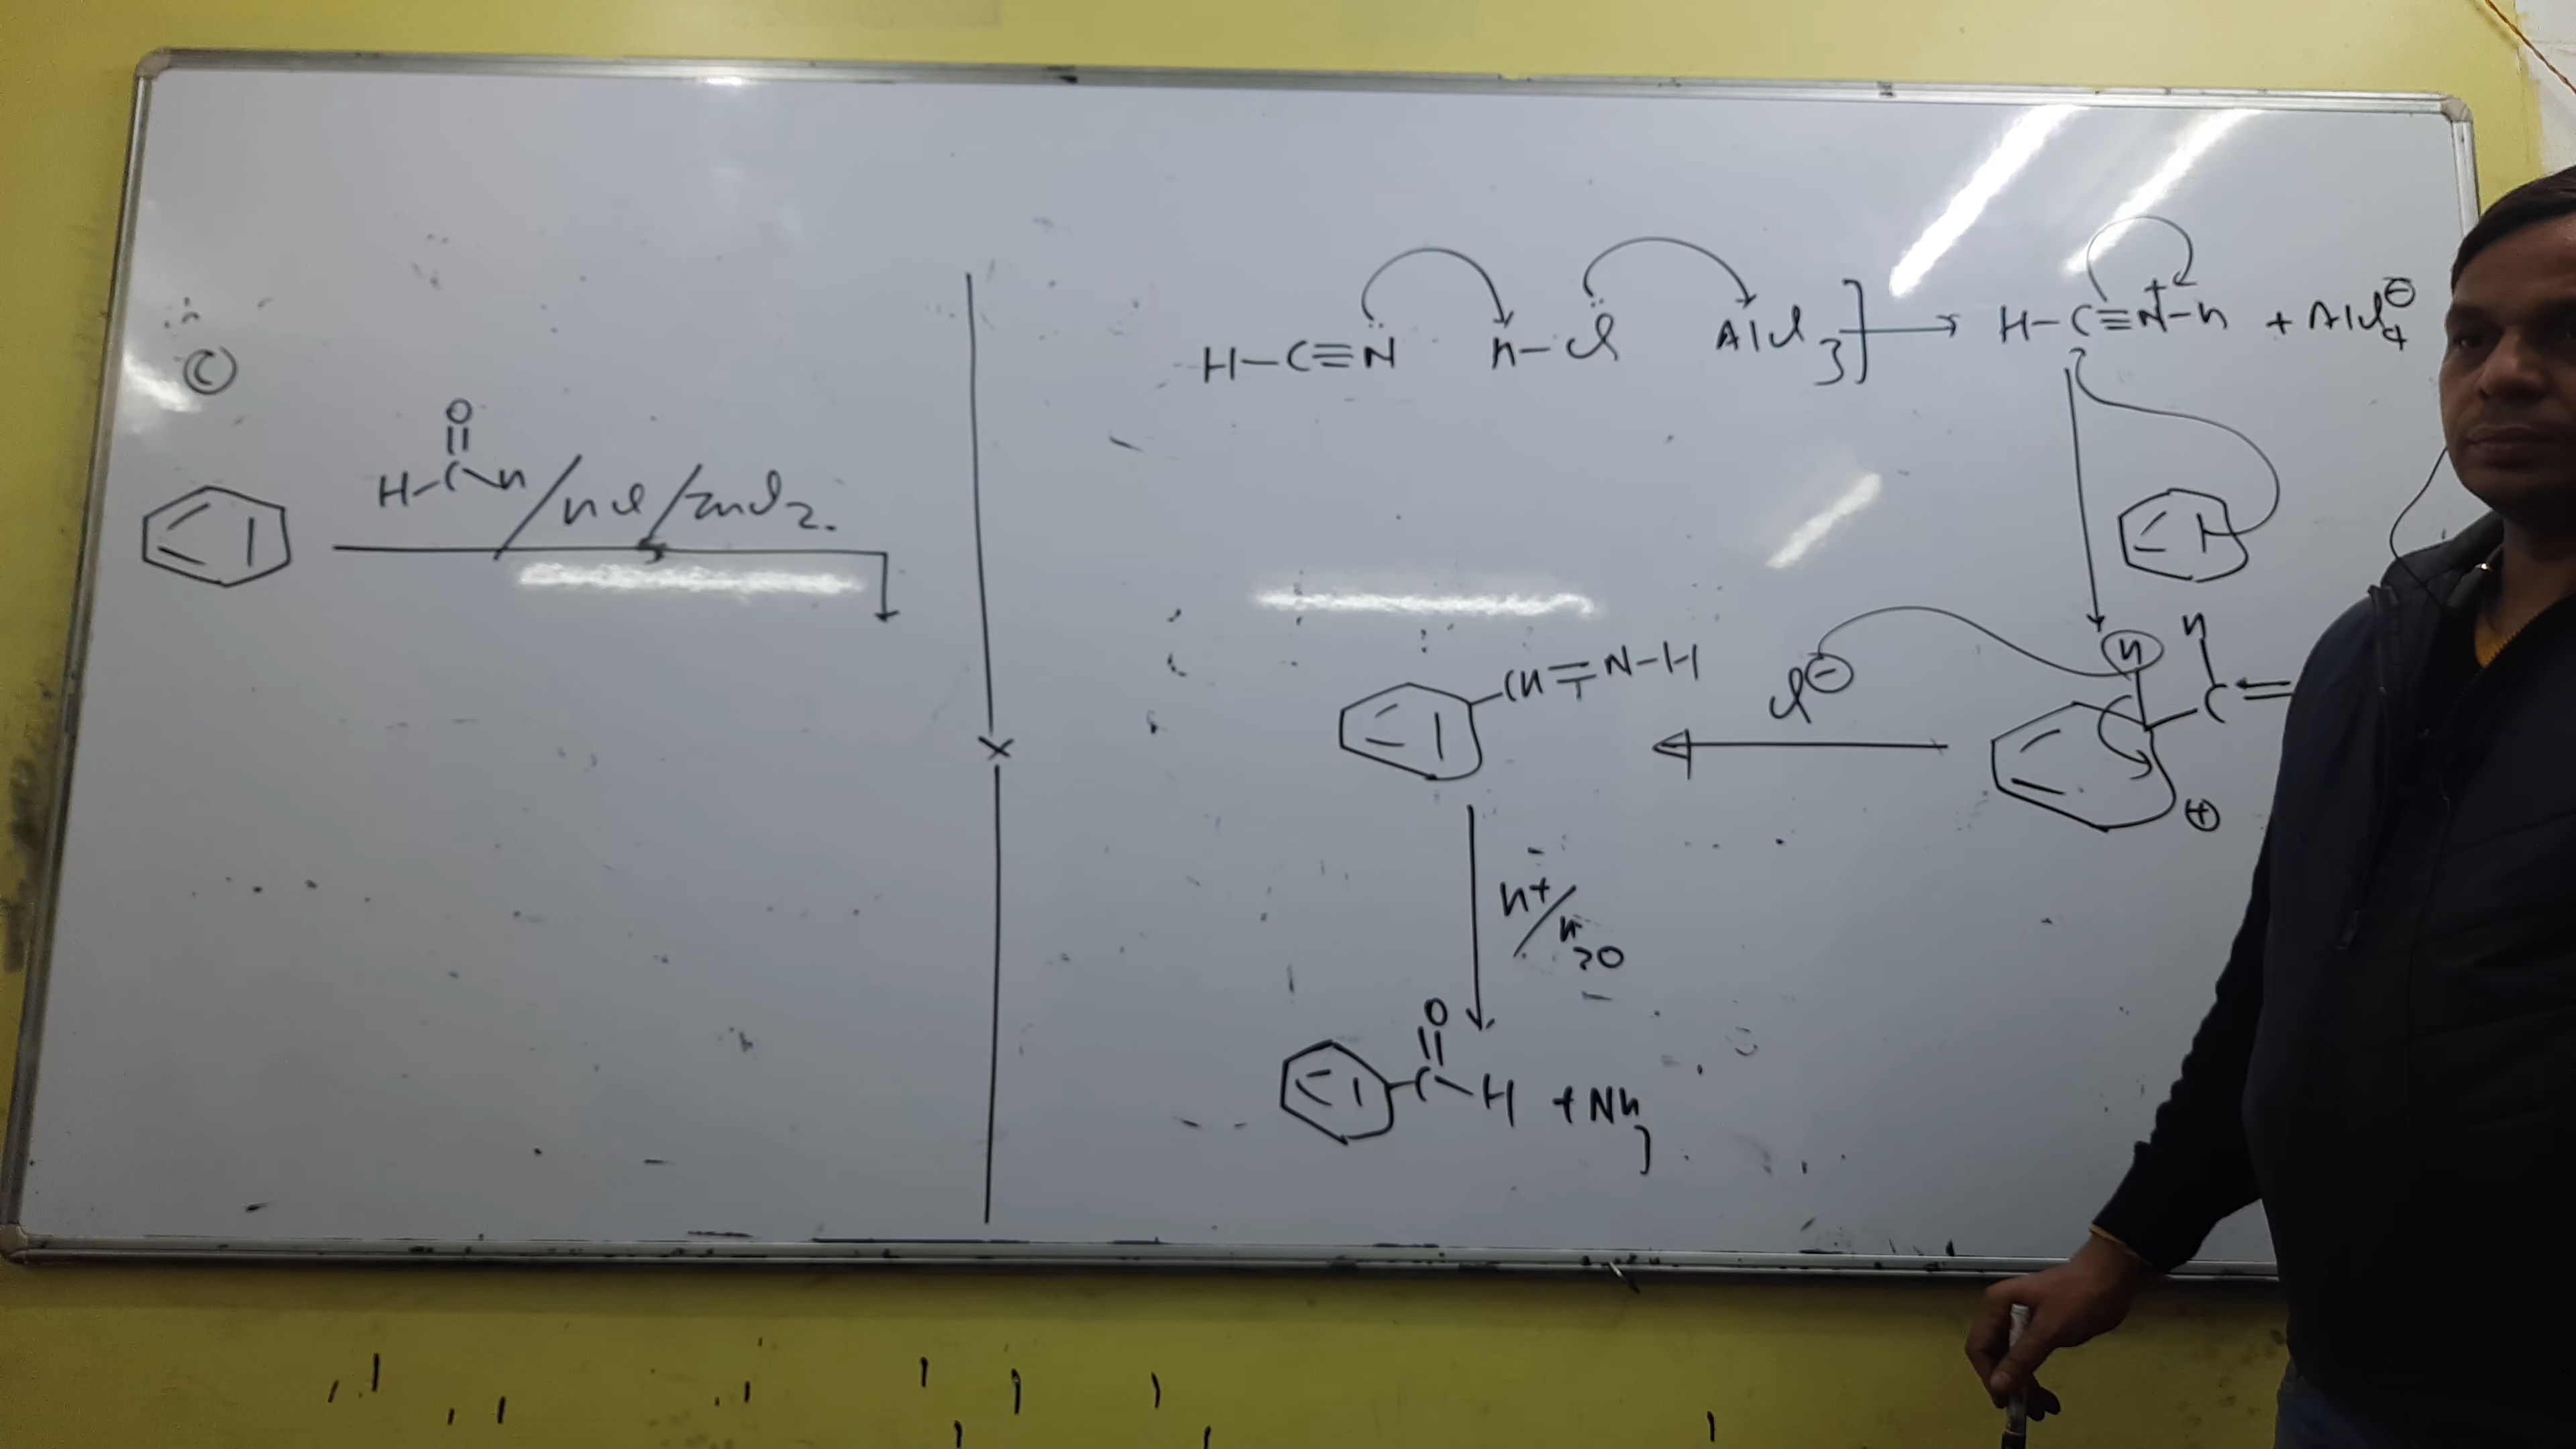 (C)
O
||
H-C-H/HCl/ZnCl2.
H-C≡N: H-Cl: AlCl3] → H-C≡N+-H + AlCl4⊖
H H
C=
⊕
Cl⊖
CH=N-H
H+/H2O
O
||
C-H + NH3